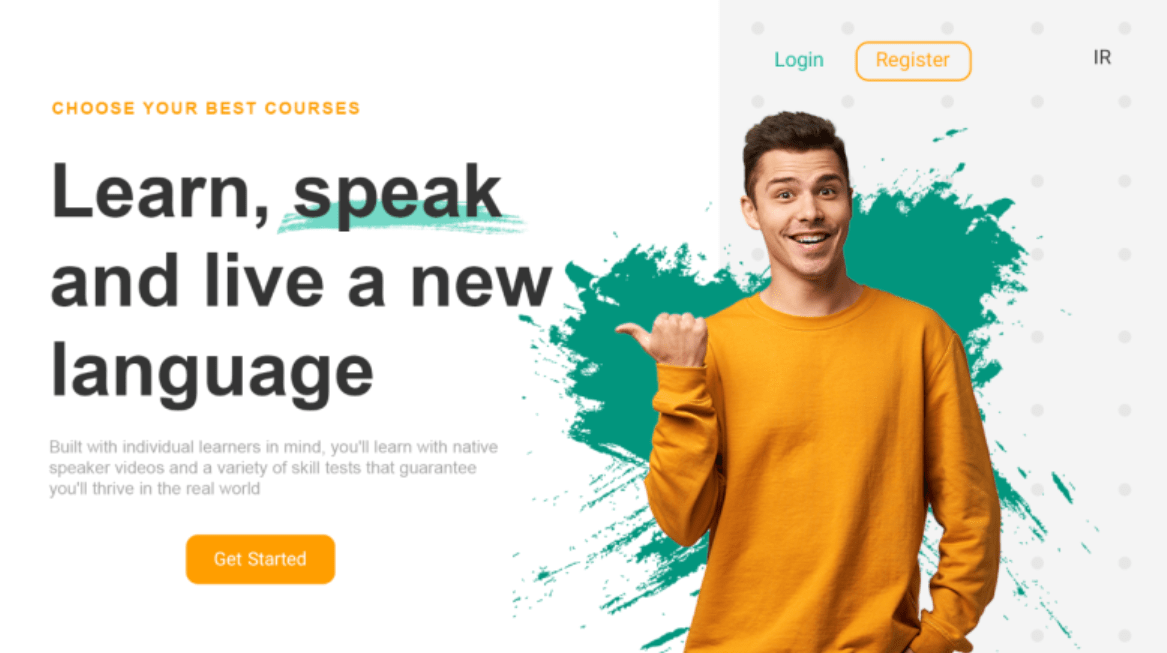 Login Register IR
CHOOSE YOUR BEST COURSES
Learn, speak
and live a new
language
Built with individual learners in mind, you'll learn with native
speaker videos and a variety of skill tests that guarantee
you'll thrive in the real world
Get Started